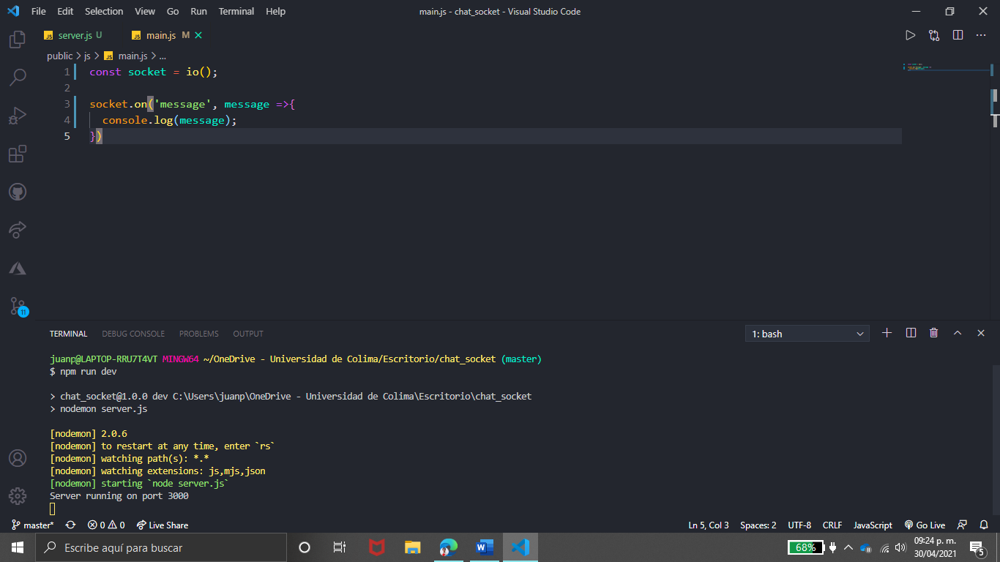 File Edit Selection View Go Run Terminal Help
main.js - chat_socket - Visual Studio Code
JS server.js U
JS main.js M
public > js > JS main.js > ...
1 const socket = io();
2
3 socket.on('message', message =>{
4 console.log(message);
5 })
11
TERMINAL DEBUG CONSOLE PROBLEMS OUTPUT
1: bash
juanp@LAPTOP-RRU7T4VT MINGW64 ~/OneDrive - Universidad de Colima/Escritorio/chat_socket (master)
$ npm run dev
> chat_socket@1.0.0 dev C:\Users\juanp\OneDrive - Universidad de Colima\Escritorio\chat_socket
> nodemon server.js
[nodemon] 2.0.6
[nodemon] to restart at any time, enter `rs`
[nodemon] watching path(s): *.*
[nodemon] watching extensions: js,mjs,json
[nodemon] starting `node server.js`
Server running on port 3000
master* 0 0 Live Share
Ln 5, Col 3 Spaces: 2 UTF-8 CRLF JavaScript Go Live
Escribe aquí para buscar
W
68%
09:24 p. m.
30/04/2021
5